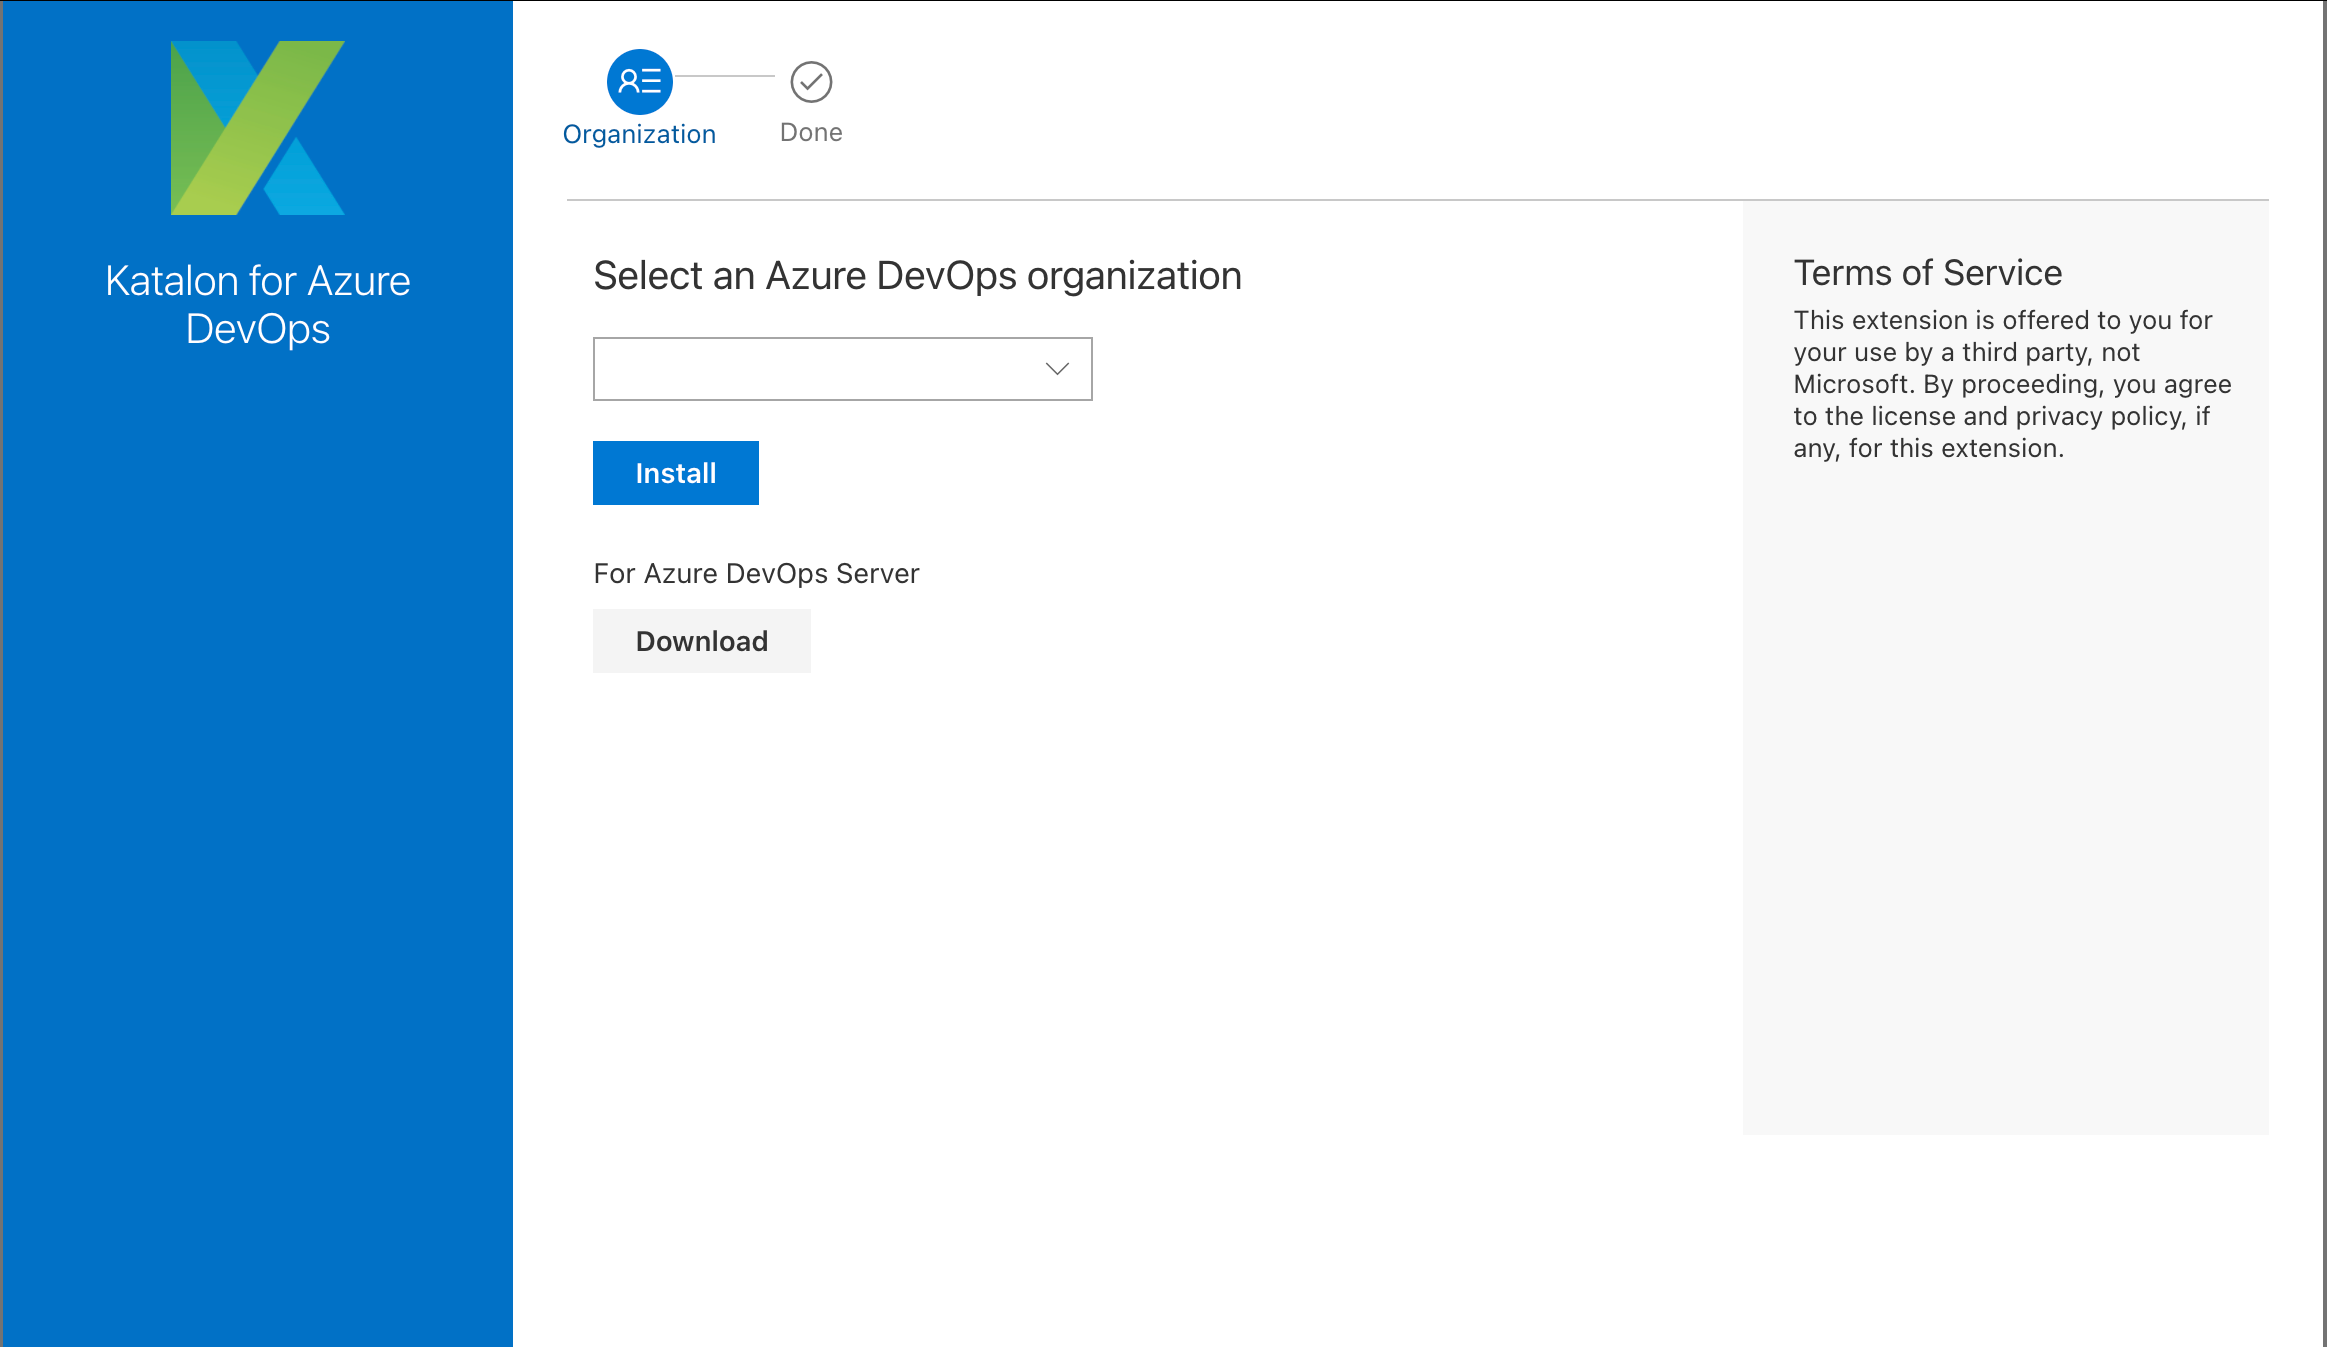 Katalon for Azure
DevOps
Organization
Done
Select an Azure DevOps organization
Install
For Azure DevOps Server
Download
Terms of Service
This extension is offered to you for
your use by a third party, not
Microsoft. By proceeding, you agree
to the license and privacy policy, if
any, for this extension.